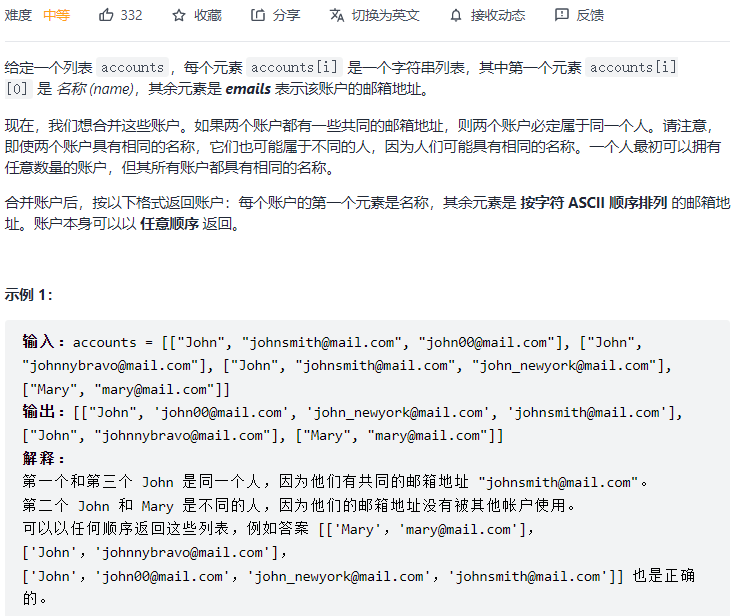 难度 中等 332 收藏 分享 切换为英文 接收动态 反馈
给定一个列表 accounts，每个元素 accounts[i] 是一个字符串列表，其中第一个元素 accounts[i]
[0] 是 名称 (name)，其余元素是 emails 表示该账户的邮箱地址。
现在，我们想合并这些账户。如果两个账户都有一些共同的邮箱地址，则两个账户必定属于同一个人。请注意，
即使两个账户具有相同的名称，它们也可能属于不同的人，因为人们可能具有相同的名称。一个人最初可以拥有
任意数量的账户，但其所有账户都具有相同的名称。
合并账户后，按以下格式返回账户：每个账户的第一个元素是名称，其余元素是 按字符 ASCII 顺序排列 的邮箱地
址。账户本身可以以 任意顺序 返回。
示例 1：
输入：accounts = [["John", "johnsmith@mail.com", "john00@mail.com"], ["John",
"johnnybravo@mail.com"], ["John", "johnsmith@mail.com", "john_newyork@mail.com"],
["Mary", "mary@mail.com"]]
输出：[["John", 'john00@mail.com', 'john_newyork@mail.com', 'johnsmith@mail.com'],
["John", "johnnybravo@mail.com"], ["Mary", "mary@mail.com"]]
解释：
第一个和第三个 John 是同一个人，因为他们有共同的邮箱地址 "johnsmith@mail.com"。
第二个 John 和 Mary 是不同的人，因为他们的邮箱地址没有被其他帐户使用。
可以以任何顺序返回这些列表，例如答案 [['Mary'，'mary@mail.com']，
['John'，'johnnybravo@mail.com']，
['John'，'john00@mail.com'，'john_newyork@mail.com'，'johnsmith@mail.com']] 也是正确
的。